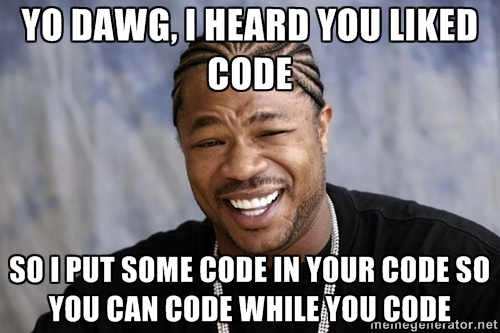 YO DAWG, I HEARD YOU LIKED
CODE
SO I PUT SOME CODE IN YOUR CODE SO
YOU CAN CODE WHILE YOU CODE
memegenerator.net